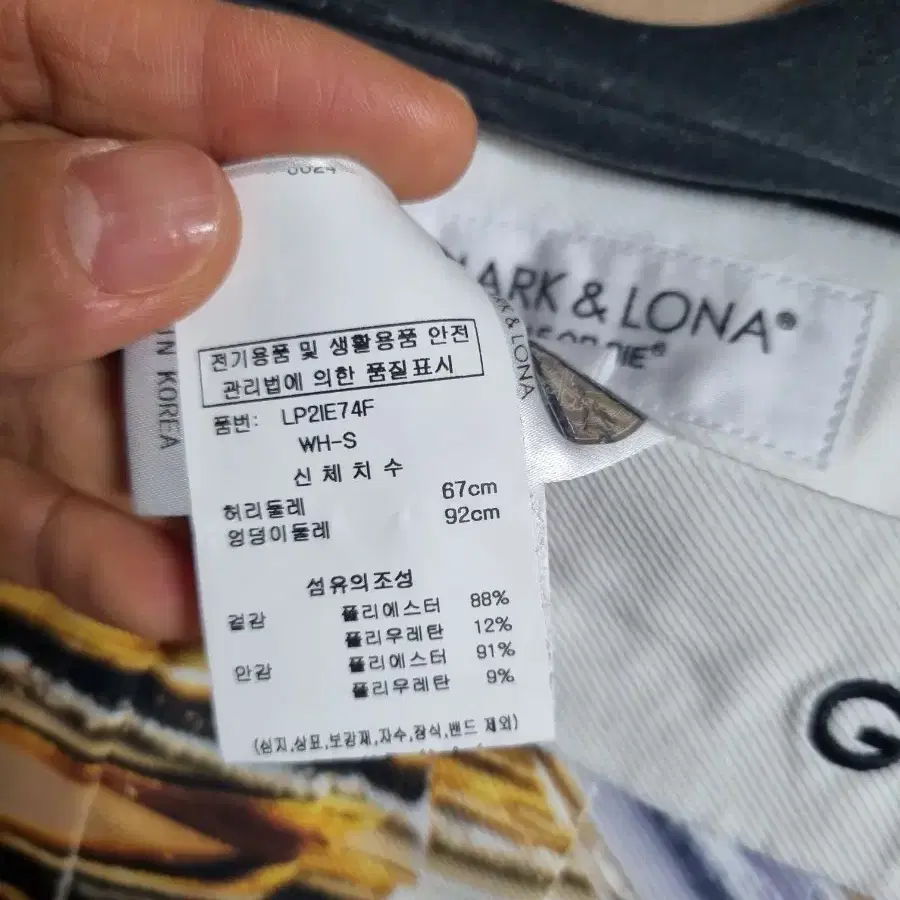 0024
MARK & LONA®
전기용품 및 생활용품 안전
관리법에 의한 품질표시
품번: LP2IE74F
WH-S
신체치수
허리둘레 67cm
엉덩이둘레 92cm
섬유의조성
겉감 폴리에스터 88%
폴리우레탄 12%
안감 폴리에스터 91%
폴리우레탄 9%
(심지,상표,보강재,자수,장식,밴드 제외)
KOREA
RK & LONA
G